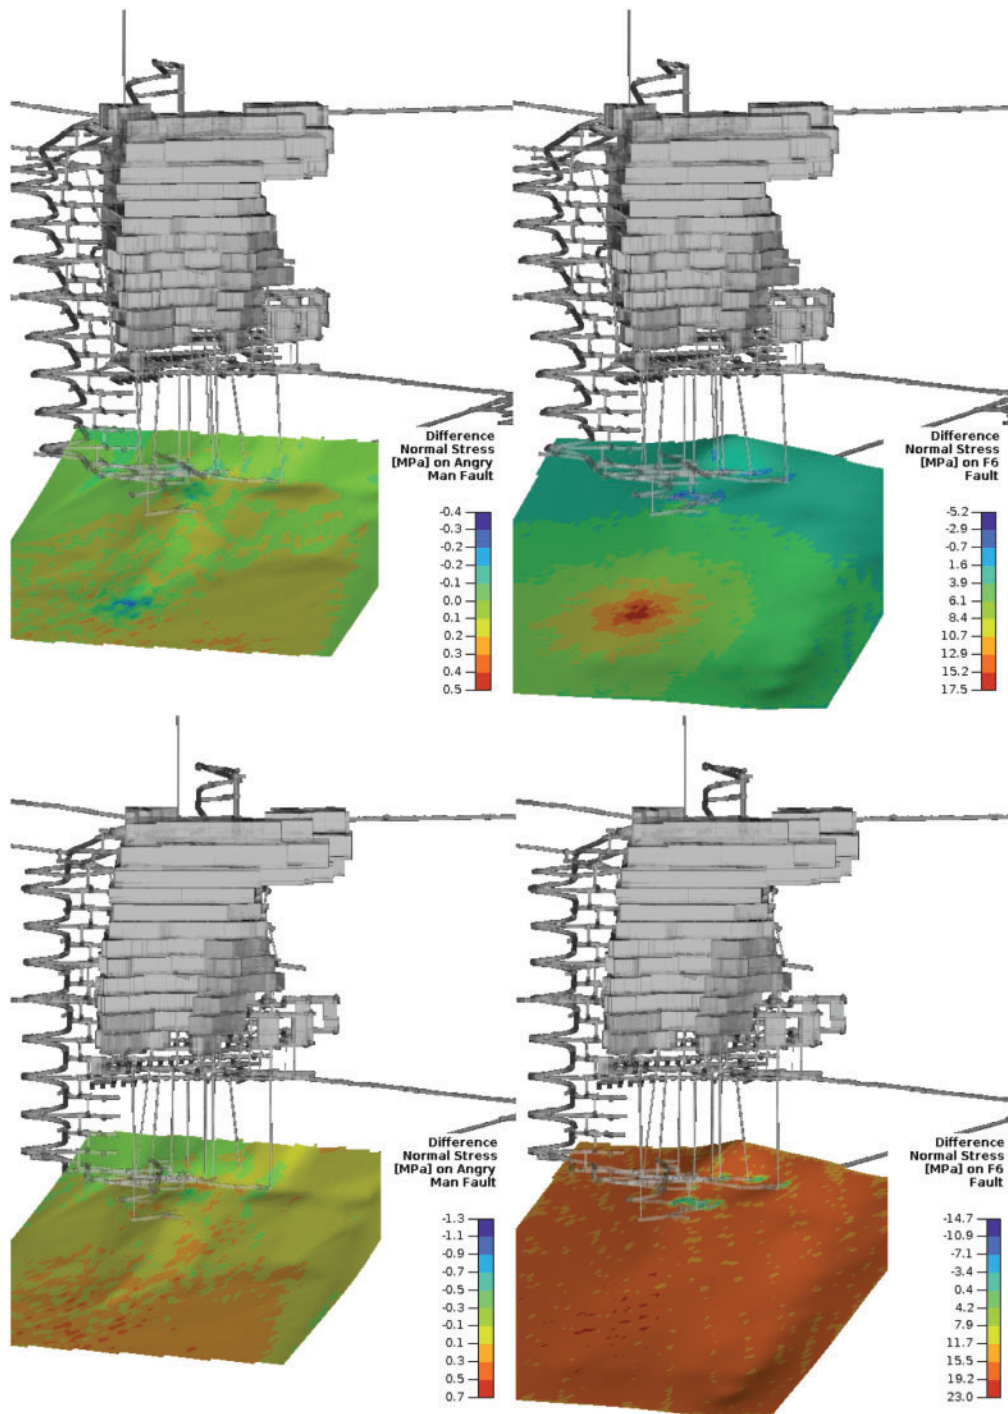 Difference
Normal Stress
[MPa] on Angry
Man Fault
-0.4
-0.3
-0.2
-0.2
-0.1
0.0
0.1
0.2
0.3
0.4
0.5
Difference
Normal Stress
[MPa] on F6
Fault
-5.2
-2.9
-0.7
1.6
3.9
6.1
8.4
10.7
12.9
15.2
17.5
Difference
Normal Stress
[MPa] on Angry
Man Fault
-1.3
-1.1
-0.9
-0.7
-0.5
-0.3
-0.1
0.1
0.3
0.5
0.7
Difference
Normal Stress
[MPa] on F6
Fault
-14.7
-10.9
-7.1
-3.4
0.4
4.2
7.9
11.7
15.5
19.2
23.0